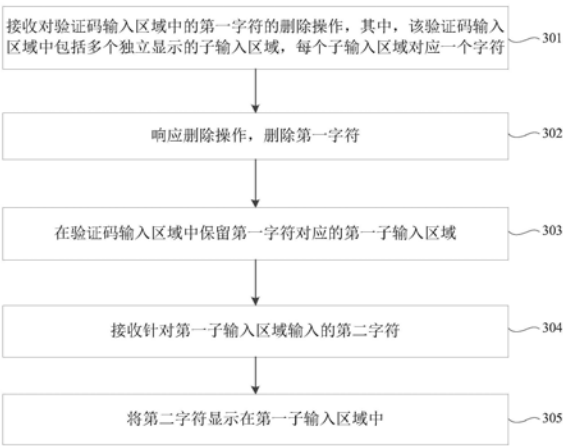 接收对验证码输入区域中的第一字符的删除操作，其中，该验证码输入
区域中包括多个独立显示的子输入区域，每个子输入区域对应一个字符
301
响应删除操作，删除第一字符
302
在验证码输入区域中保留第一字符对应的第一子输入区域
303
接收针对第一子输入区域输入的第二字符
304
将第二字符显示在第一子输入区域中
305